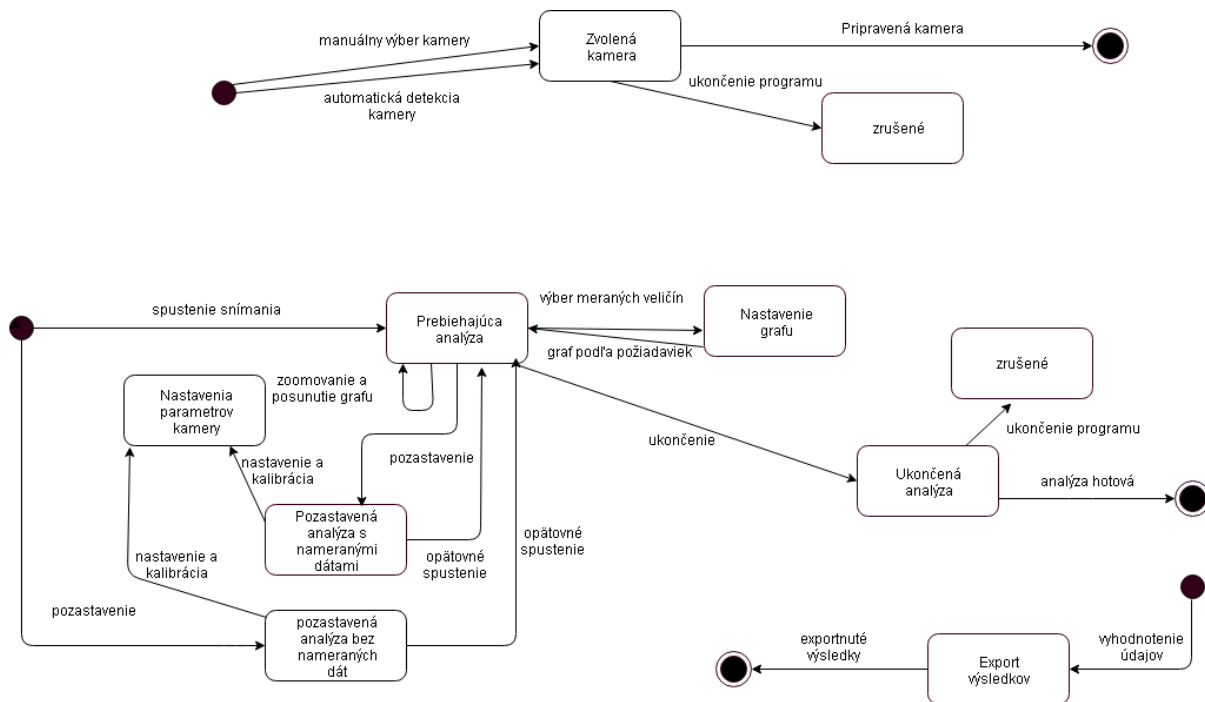 manuálny výber kamery
automatická detekcia
kamery
Zvolená
kamera
Pripravená kamera
ukončenie programu
zrušené
spustenie snímania
Prebiehajúca
analýza
výber meraných veličín
graf podľa požiadaviek
Nastavenie
grafu
zoomovanie a
posunutie grafu
Nastavenia
parametrov
kamery
zrušené
ukončenie programu
ukončenie
pozastavenie
nastavenie a
kalibrácia
Pozastavená
analýza s
nameranými
dátami
opätovné
spustenie
opätovné
spustenie
Ukončená
analýza
analýza hotová
nastavenie a
kalibrácia
pozastavenie
pozastavená
analýza bez
nameraných
dát
exportnuté
výsledky
Export
výsledkov
vyhodnotenie
údajov